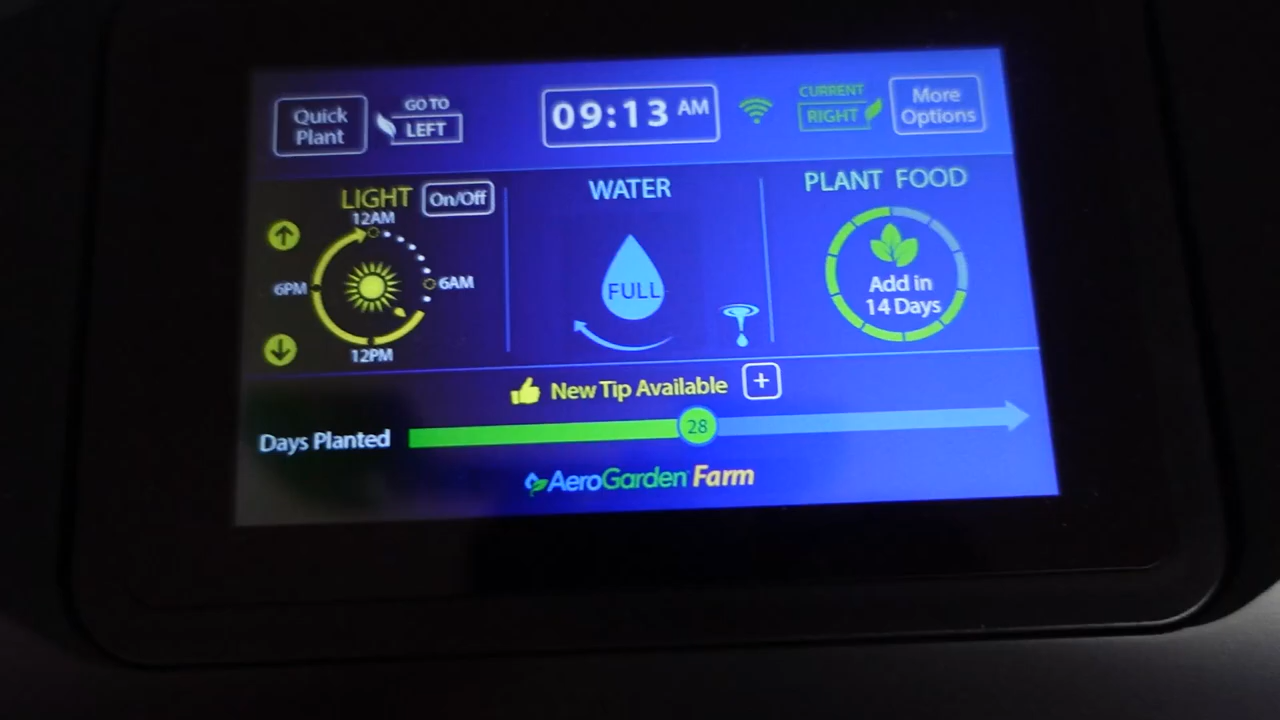 Quick
Plant
GO TO
LEFT
09:13 AM
CURRENT
RIGHT
More
Options
LIGHT
On/Off
12AM
6PM
6AM
12PM
WATER
FULL
PLANT FOOD
Add in
14 Days
New Tip Available
+
Days Planted
28
AeroGarden Farm